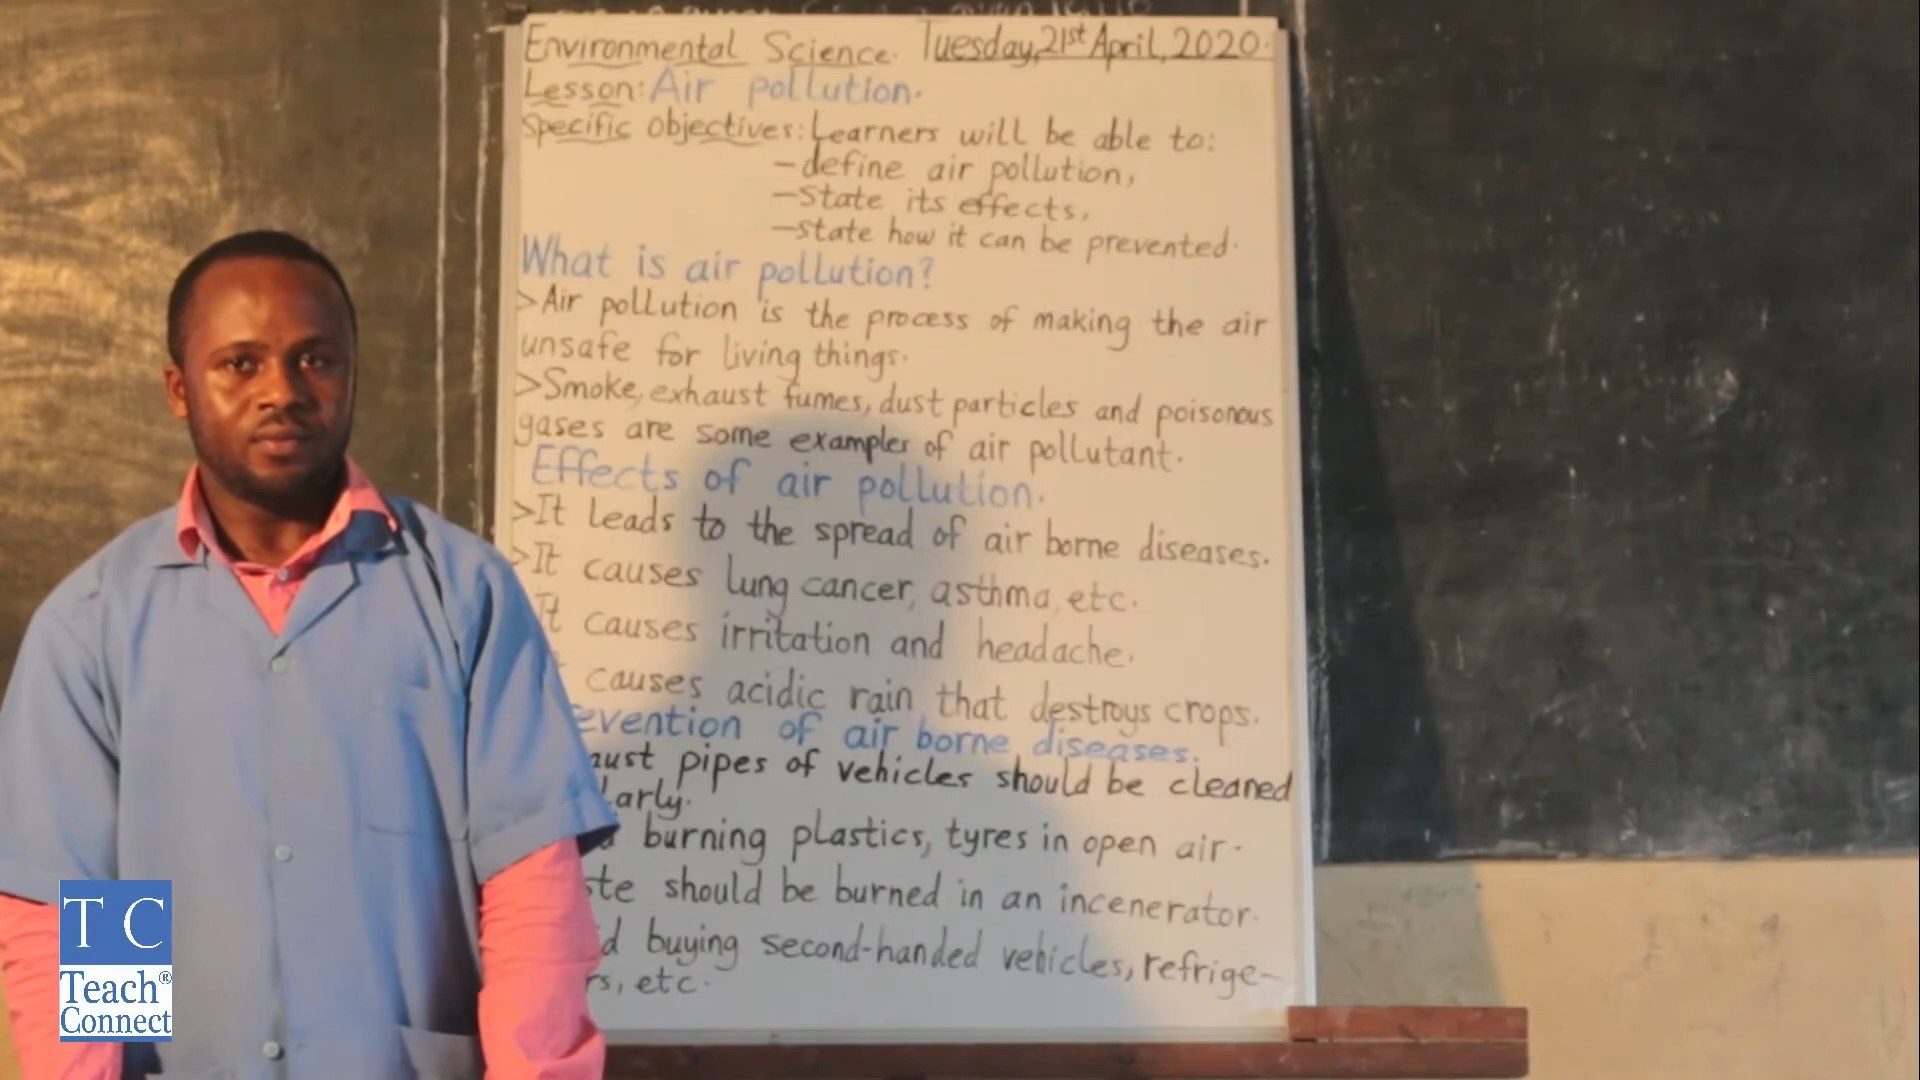 Environmental Science. Tuesday, 21st April, 2020.
Lesson: Air pollution.
Specific Objectives: Learners will be able to:
-define air pollution,
-State its effects,
-state how it can be prevented.
What is air pollution?
>Air pollution is the process of making the air
unsafe for living things.
>Smoke, exhaust fumes, dust particles and poisonous
gases are some examples of air pollutant.
Effects of air pollution.
>It leads to the spread of air borne diseases.
>It causes lung cancer, asthma, etc.
It causes irritation and headache.
causes acidic rain that destroys crops.
evention of air borne diseases.
aust pipes of vehicles should be cleaned
larly.
burning plastics, tyres in open air.
ste should be burned in an incenerator.
d buying second-handed vehicles, refrige-
rs, etc.
T C
Teach®
Connect